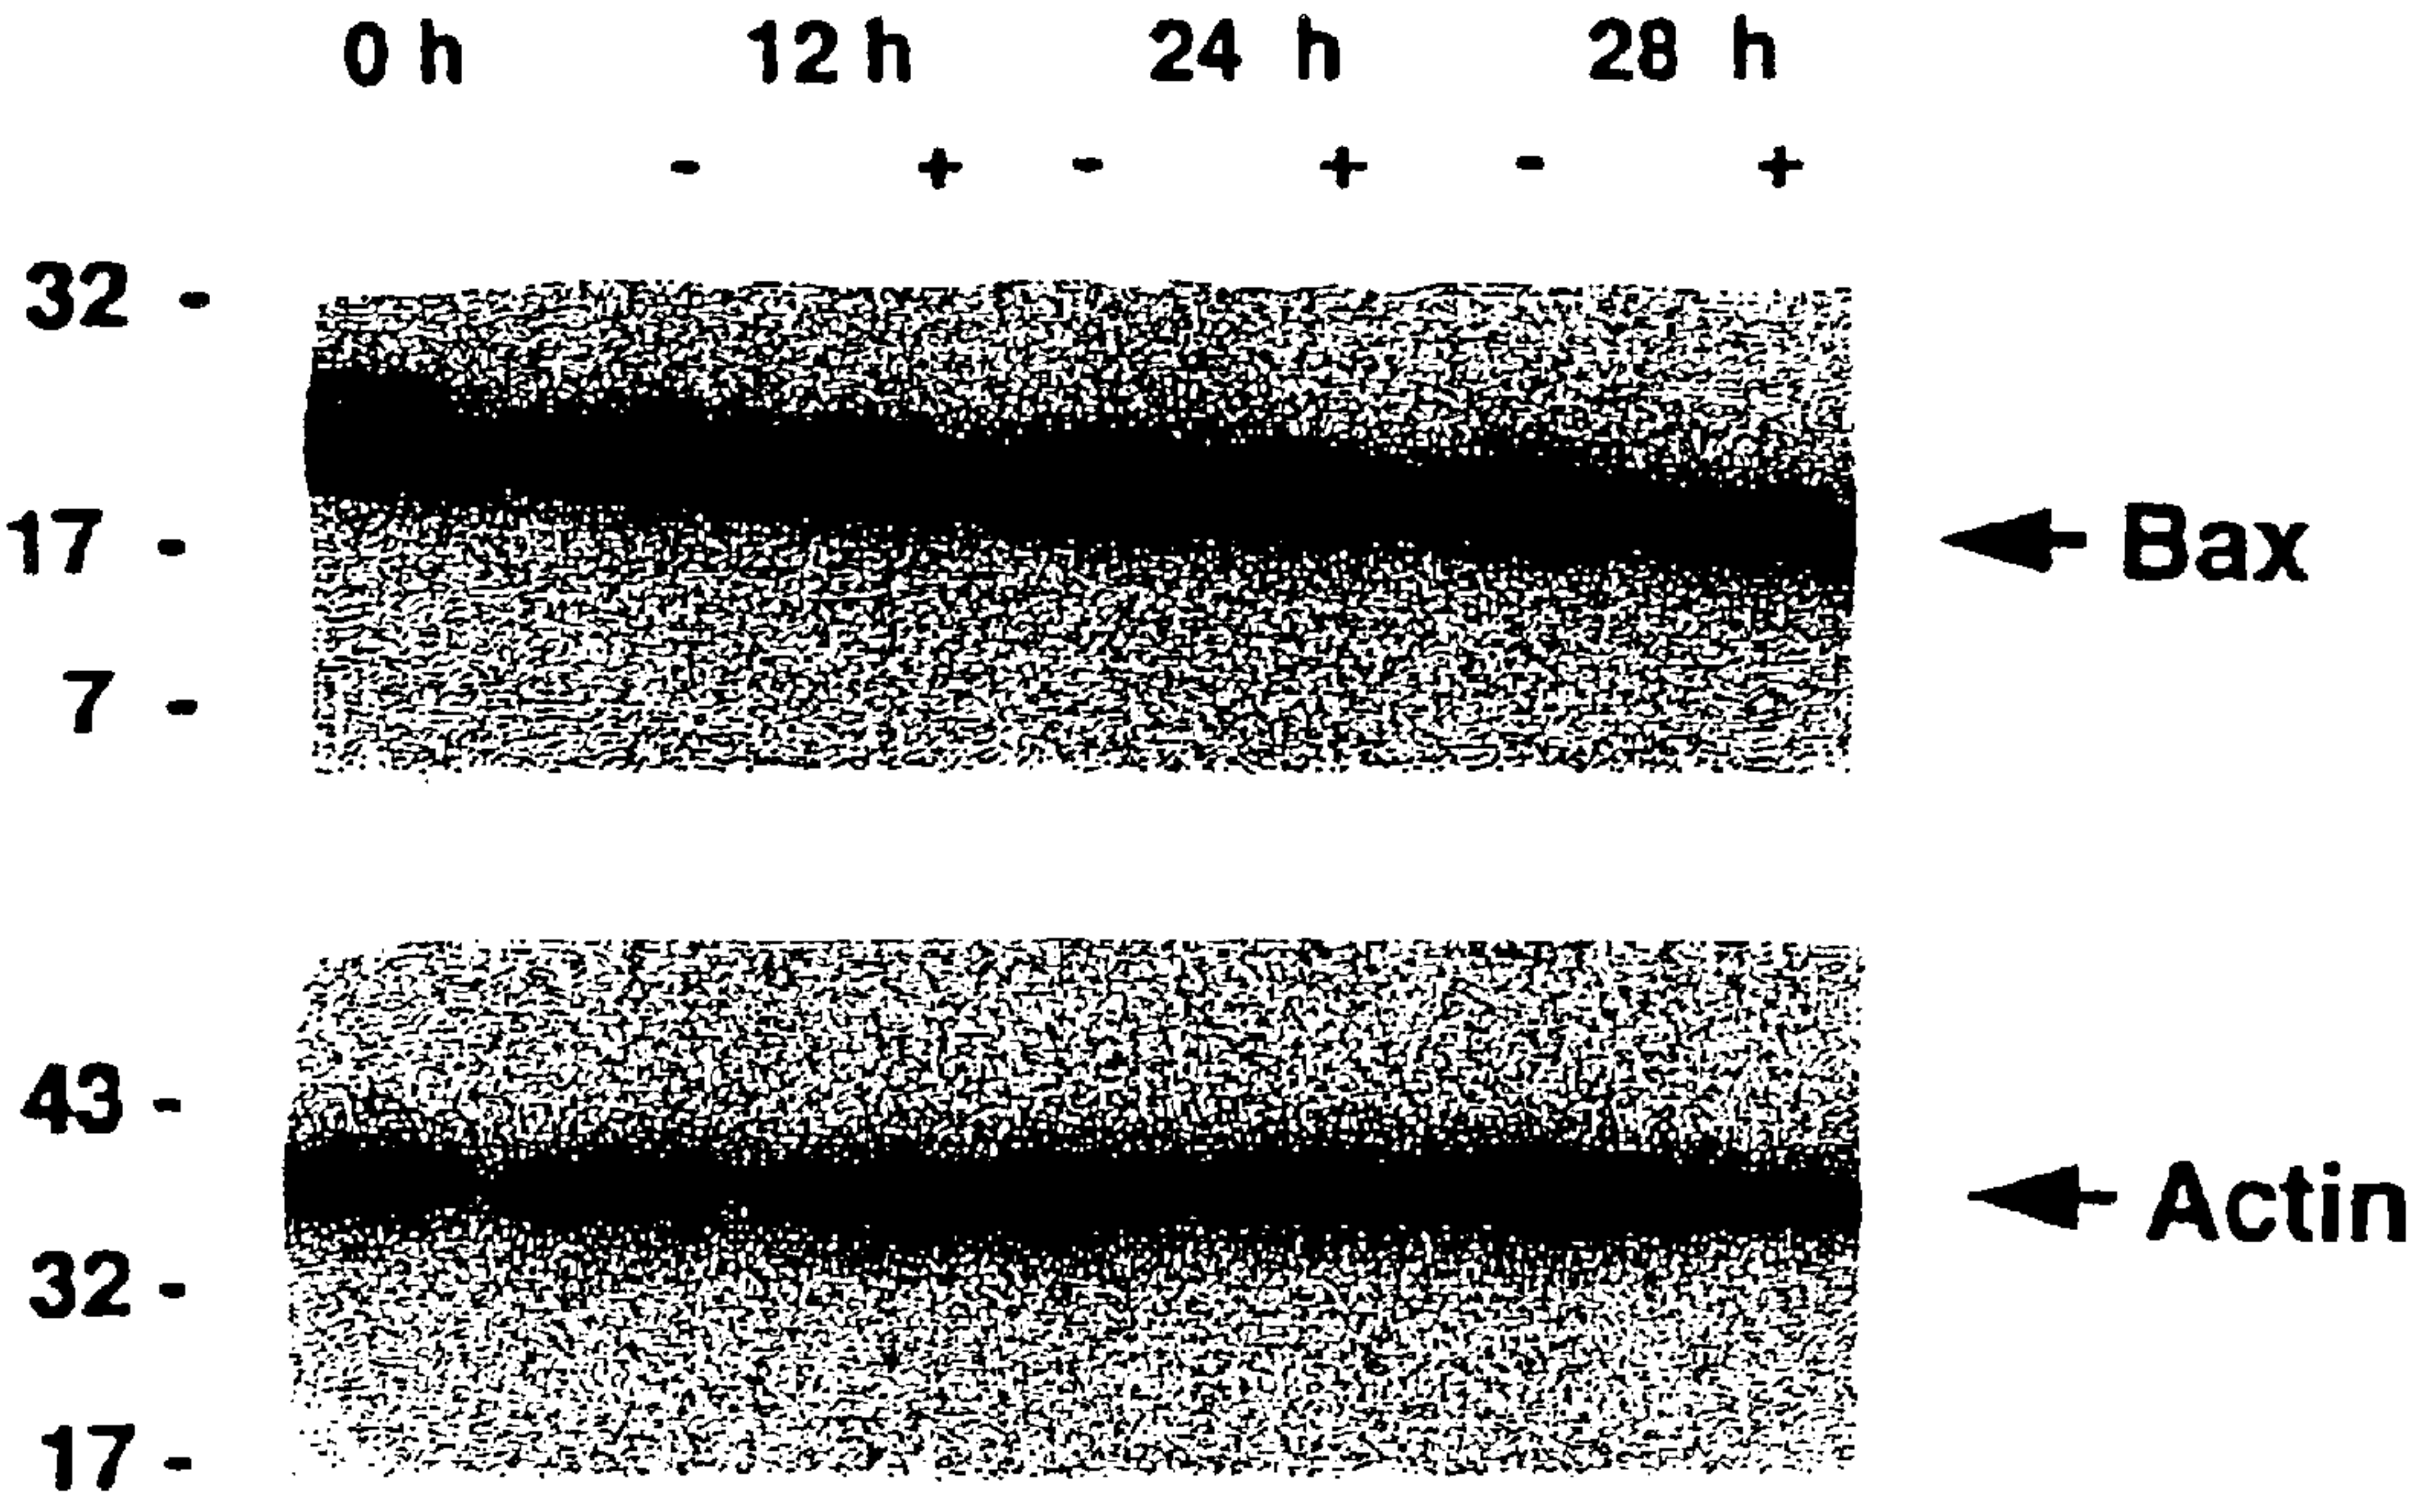 0 h 12 h 24 h 28 h
- + - + - +
32 -
17 -
Bax
7 -
43 -
Actin
32 -
17 -